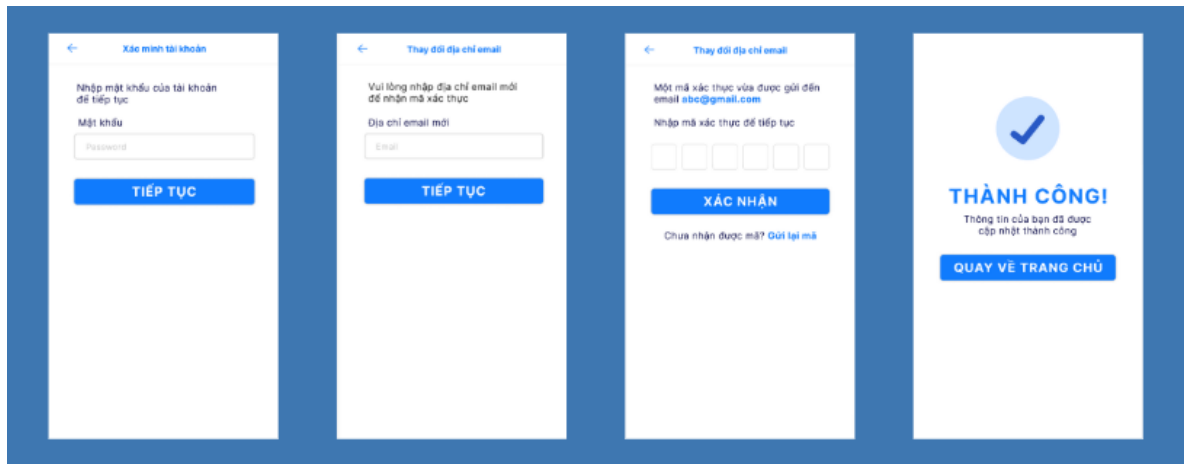 Xác minh tài khoản
Nhập mật khẩu của tài khoản
để tiếp tục
Mật khẩu
Password
TIẾP TỤC
Thay đổi địa chỉ email
Vui lòng nhập địa chỉ email mới
để nhận mã xác thực
Địa chỉ email mới
Email
TIẾP TỤC
Thay đổi địa chỉ email
Một mã xác thực vừa được gửi đến
email abc@gmail.com
Nhập mã xác thực để tiếp tục
XÁC NHẬN
Chưa nhận được mã? Gửi lại mã
THÀNH CÔNG!
Thông tin của bạn đã được
cập nhật thành công
QUAY VỀ TRANG CHỦ